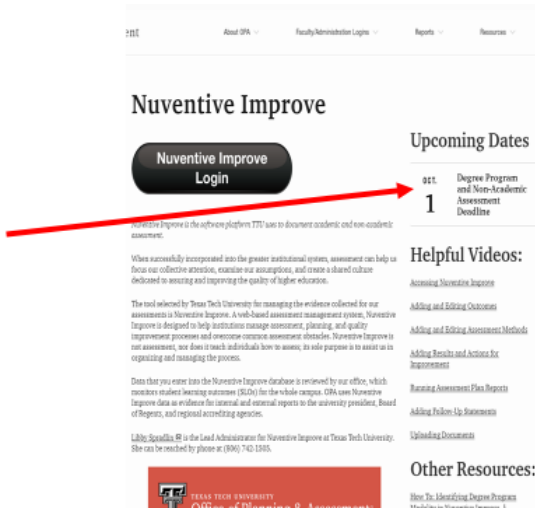 ent
About OPA
Faculty/Administration Logins
Reports
Resources
Nuventive Improve
Nuventive Improve
Login
Nuventive Improve is the software platform TTU uses to document academic and non-academic
assessment.
When successfully incorporated into the greater institutional system, assessment can help us
focus our collective attention, examine our assumptions, and create a shared culture
dedicated to assuring and improving the quality of higher education.
The tool selected by Texas Tech University for managing the evidence collected for our
assessments is Nuventive Improve. A web-based assessment management system, Nuventive
Improve is designed to help institutions manage assessment, planning, and quality
improvement processes and overcome common assessment obstacles. Nuventive Improve is
not assessment, nor does it teach individuals how to assess; its sole purpose is to assist us in
organizing and managing the process.
Data that you enter into the Nuventive Improve database is reviewed by our office, which
monitors student learning outcomes (SLOs) for the whole campus. OPA uses Nuventive
Improve data as evidence for internal and external reports to the university president, Board
of Regents, and regional accrediting agencies.
Libby Spradlin is the Lead Administrator for Nuventive Improve at Texas Tech University.
She can be reached by phone at (806) 742-1505.
TEXAS TECH UNIVERSITY
Office of Planning & Assessment:
Upcoming Dates
OCT.
1
Degree Program
and Non-Academic
Assessment
Deadline
Helpful Videos:
Accessing Nuventive Improve
Adding and Editing Outcomes
Adding and Editing Assessment Methods
Adding Results and Actions for
Improvement
Running Assessment Plan Reports
Adding Follow-Up Statements
Uploading Documents
Other Resources:
How To: Identifying Degree Program
Modality in Nuventive Improve